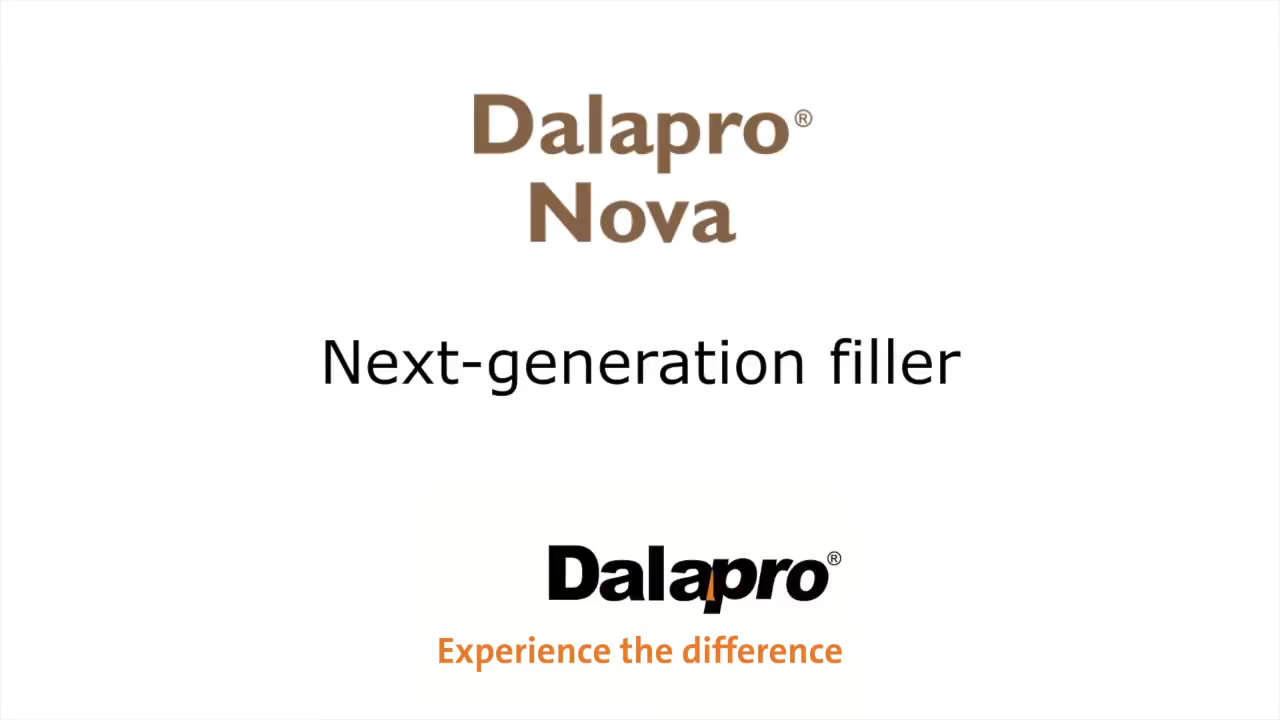 Dalapro®
Nova
Next-generation filler
Dalapro®
Experience the difference